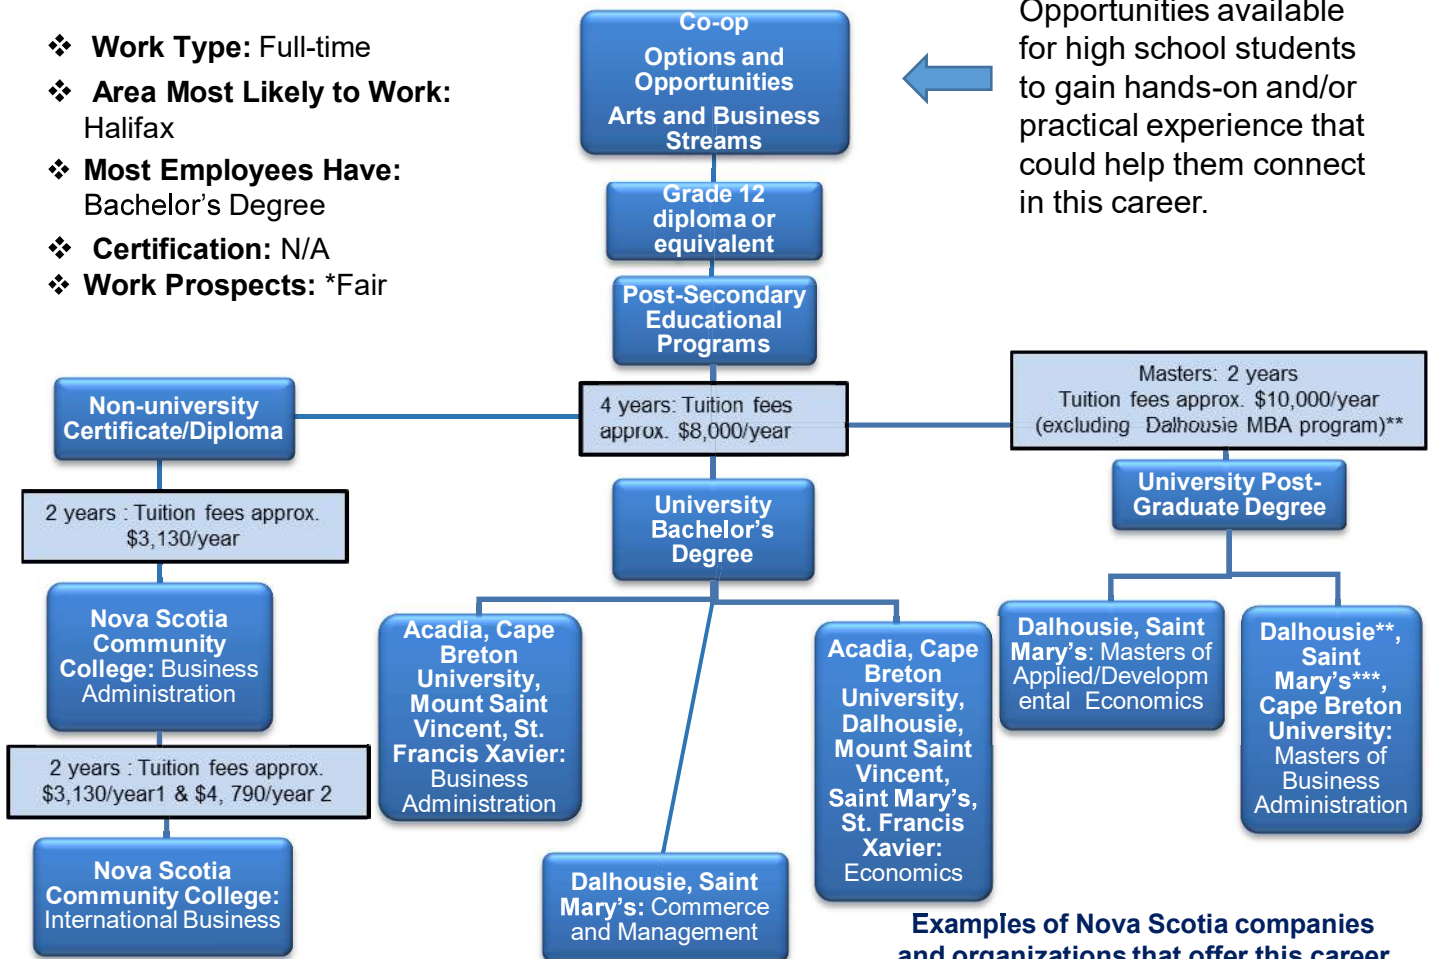 ❖ Work Type: Full-time
❖ Area Most Likely to Work:
Halifax
❖ Most Employees Have:
Bachelor's Degree
❖ Certification: N/A
❖ Work Prospects: *Fair
Co-op
Options and
Opportunities
Arts and Business
Streams
Opportunities available
for high school students
to gain hands-on and/or
practical experience that
could help them connect
in this career.
Grade 12
diploma or
equivalent
Post-Secondary
Educational
Programs
Non-university
Certificate/Diploma
4 years: Tuition fees
approx. $8,000/year
Masters: 2 years
Tuition fees approx. $10,000/year
(excluding Dalhousie MBA program)**
2 years : Tuition fees approx.
$3,130/year
University
Bachelor's
Degree
University Post-
Graduate Degree
Nova Scotia
Community
College: Business
Administration
2 years : Tuition fees approx.
$3,130/year1 & $4, 790/year 2
Nova Scotia
Community College:
International Business
Acadia, Cape
Breton
University,
Mount Saint
Vincent, St.
Francis Xavier:
Business
Administration
Dalhousie, Saint
Mary's: Commerce
and Management
Acadia, Cape
Breton
University,
Dalhousie,
Mount Saint
Vincent,
Saint Mary's,
St. Francis
Xavier:
Economics
Dalhousie, Saint
Mary's: Masters of
Applied/Developm
ental Economics
Dalhousie**,
Saint
Mary's***,
Cape Breton
University:
Masters of
Business
Administration
Examples of Nova Scotia companies
and organizations that offer this career